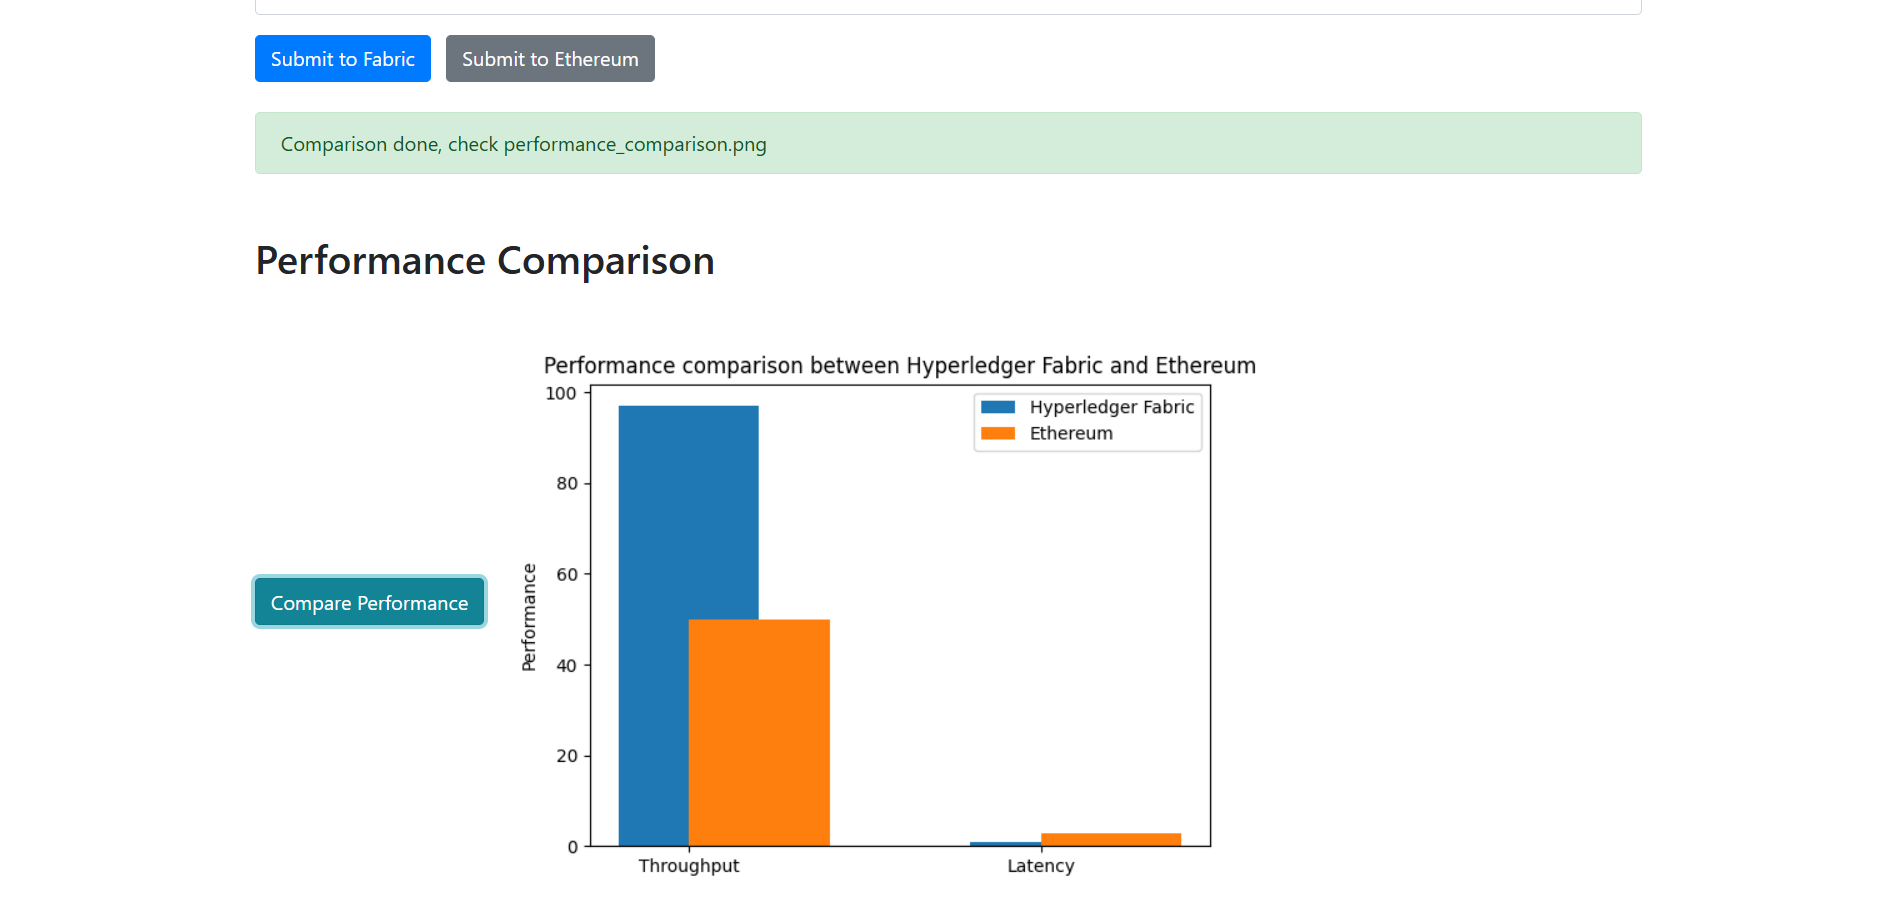 Submit to Fabric
Submit to Ethereum
Comparison done, check performance_comparison.png
Performance Comparison
Compare Performance
Performance comparison between Hyperledger Fabric and Ethereum
Hyperledger Fabric
Ethereum
Performance
100
80
60
40
20
0
Throughput
Latency